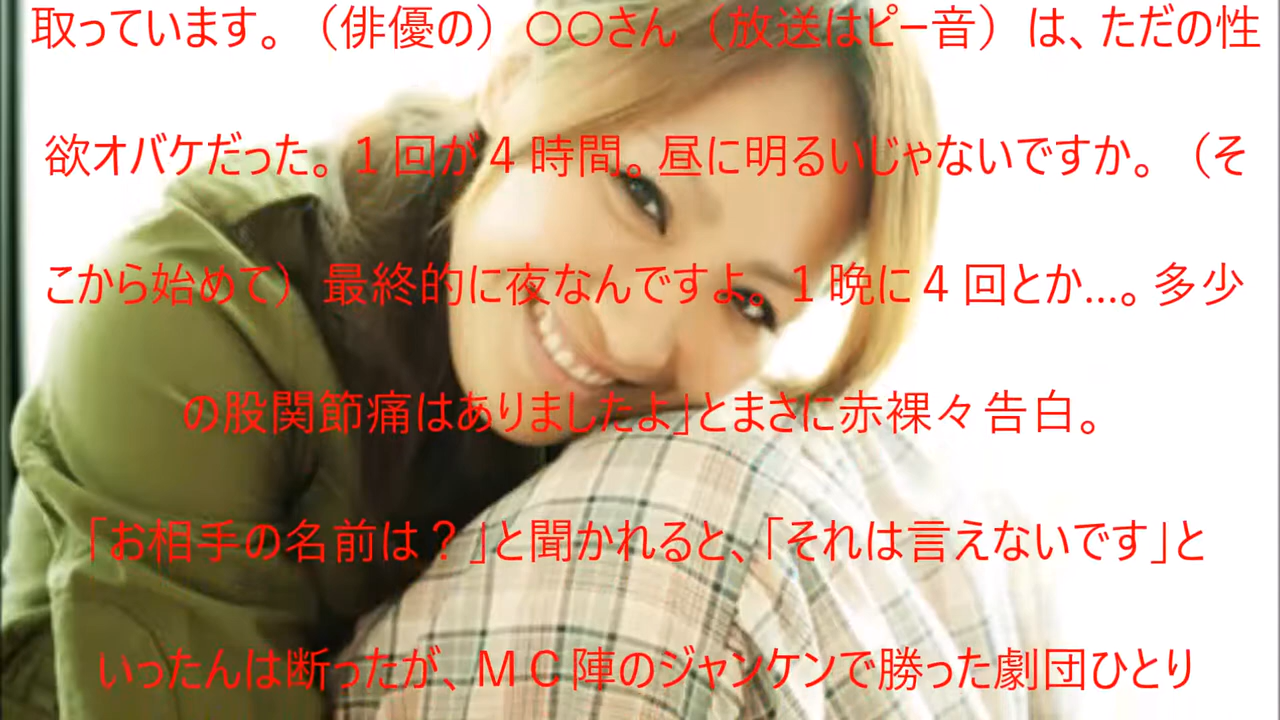 取っています。（俳優の）〇〇さん（放送はピー音）は、ただの性
欲オバケだった。１回が４時間。昼に明るいじゃないですか。（そ
こから始めて）最終的に夜なんですよ。１晩に４回とか…。多少
の股関節痛はありましたよ」とまさに赤裸々告白。
「お相手の名前は？」と聞かれると、「それは言えないです」と
いったんは断ったが、ＭＣ陣のジャンケンで勝った劇団ひとり